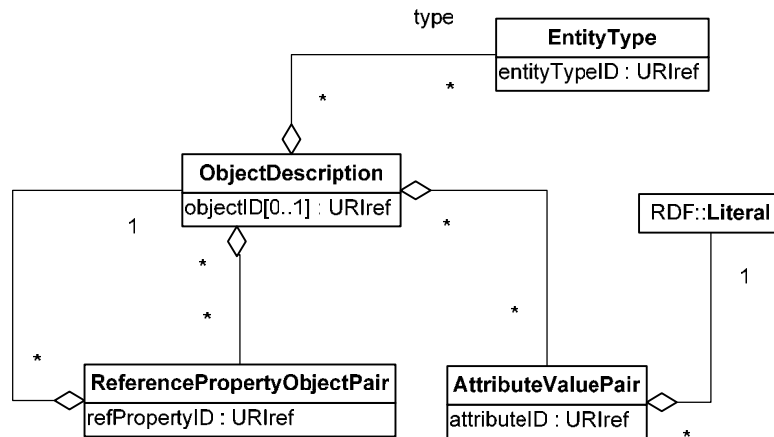 type
EntityType
entityTypeID : URIref
*
*
ObjectDescription
objectID[0..1] : URIref
RDF::Literal
1
*
*
1
*
*
*
*
ReferencePropertyObjectPair
refPropertyID : URIref
AttributeValuePair
attributeID : URIref
*